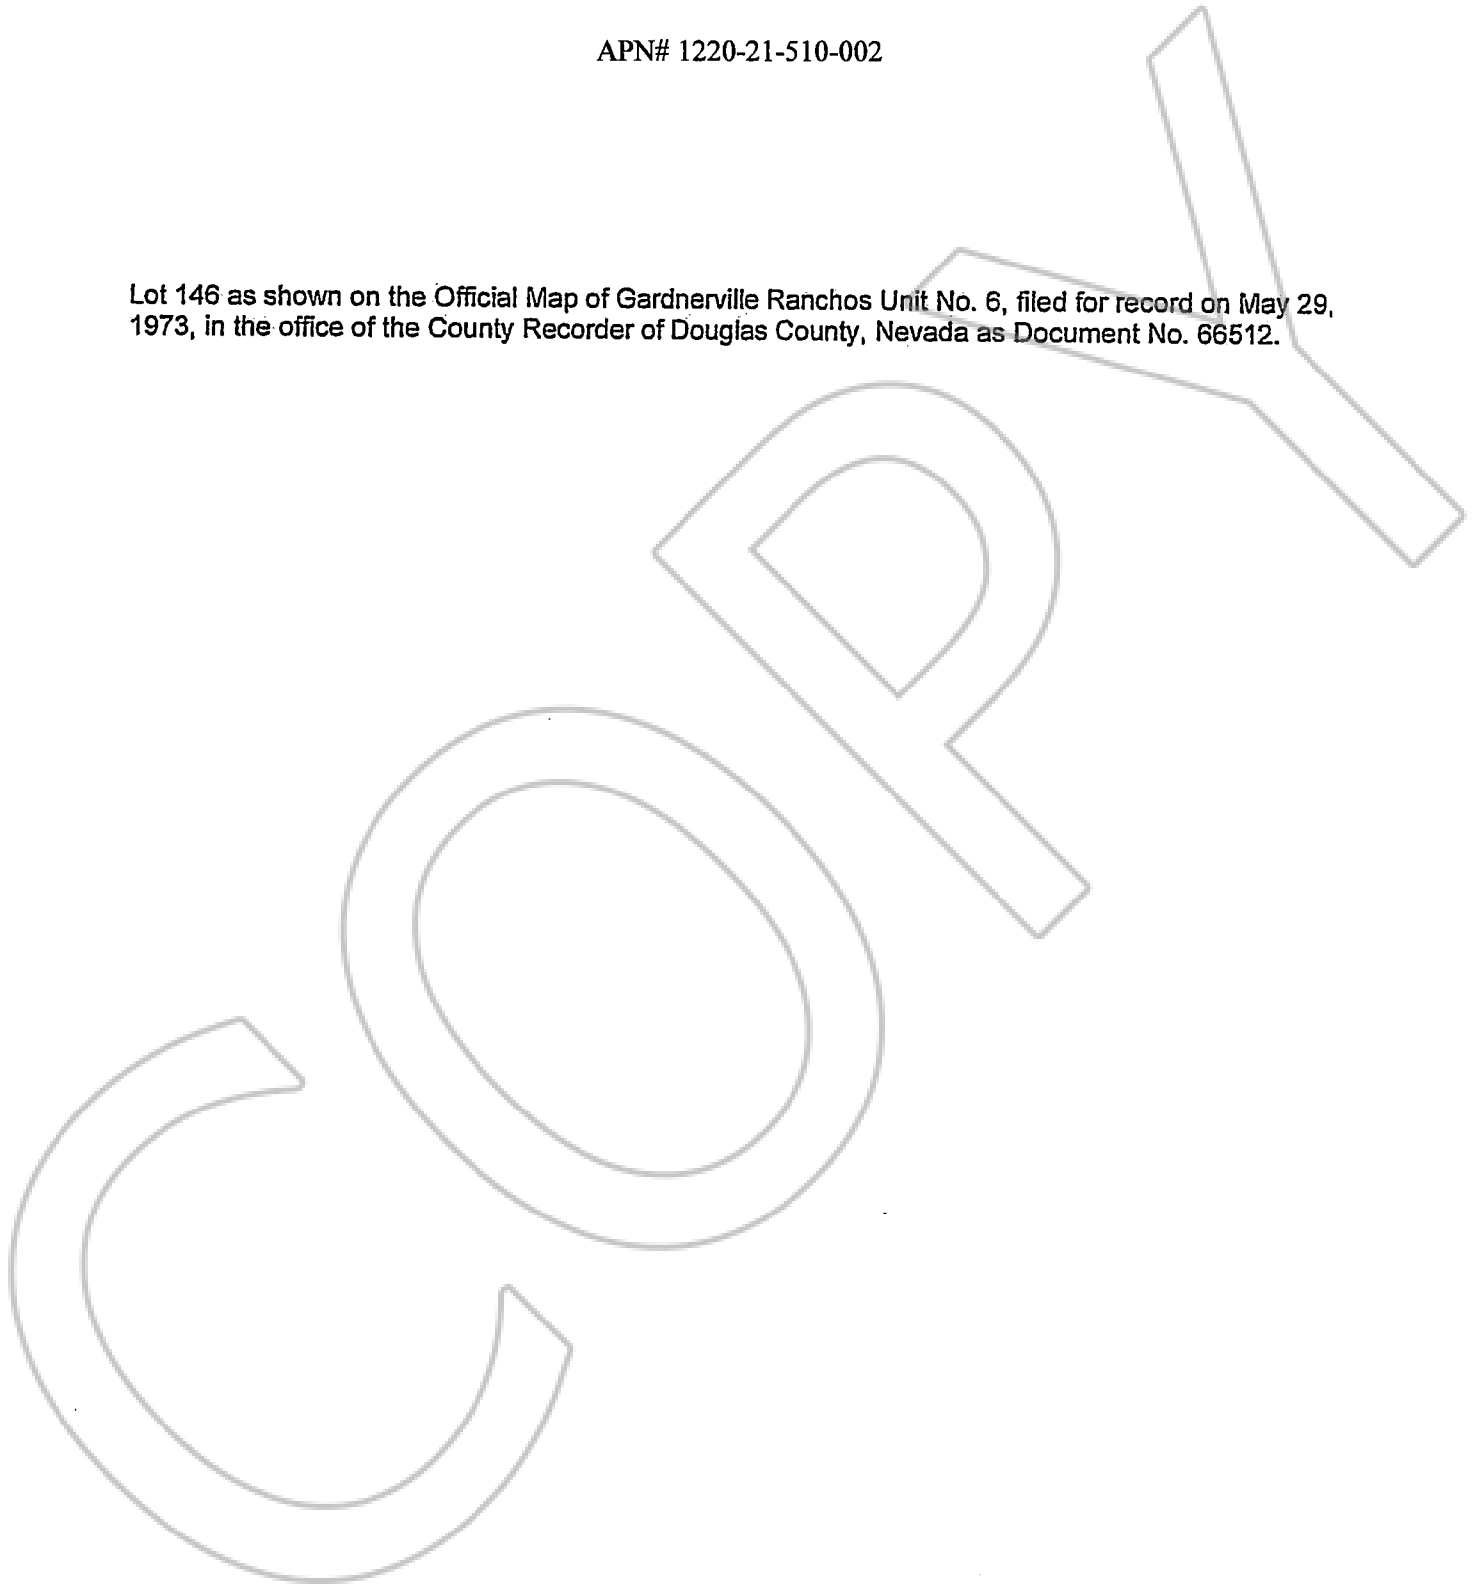 APN# 1220-21-510-002
Lot 146 as shown on the Official Map of Gardnerville Ranchos Unit No. 6, filed for record on May 29,
1973, in the office of the County Recorder of Douglas County, Nevada as Document No. 66512.
COPY